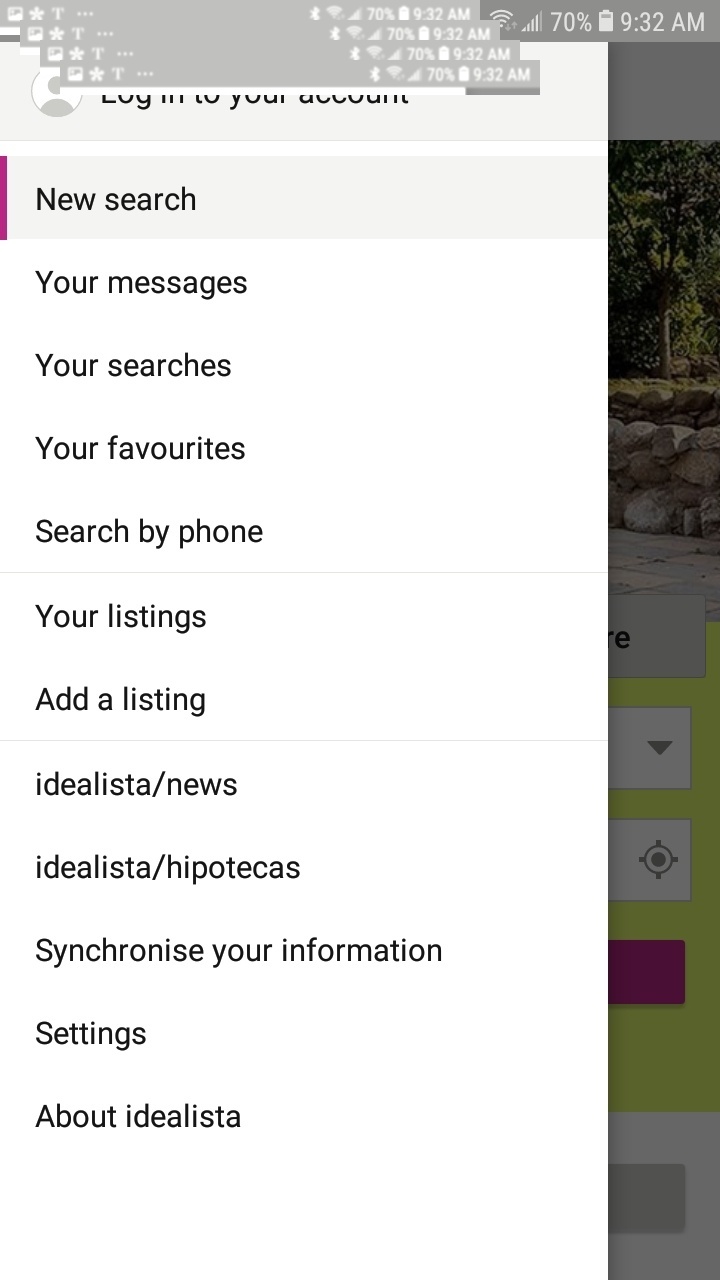 T ... 70% 9:32 AM 70% 9:32 AM
T ... 70% 9:32 AM
T ... 70% 9:32 AM
T ... 70% 9:32 AM
Log in to your account
New search
Your messages
Your searches
Your favourites
Search by phone
Your listings
re
Add a listing
idealista/news
idealista/hipotecas
Synchronise your information
Settings
About idealista